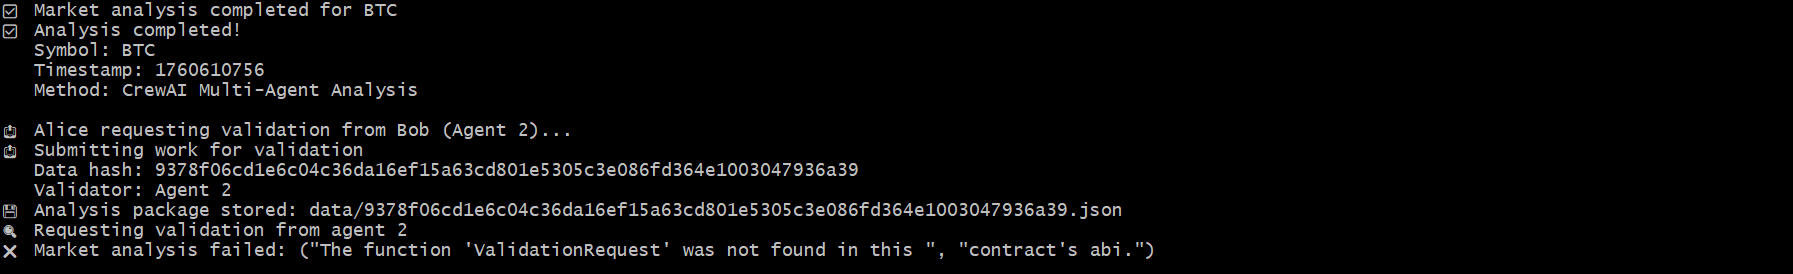 Market analysis completed for BTC
Analysis completed!
Symbol: BTC
Timestamp: 1760610756
Method: CrewAI Multi-Agent Analysis
Alice requesting validation from Bob (Agent 2)...
Submitting work for validation
Data hash: 9378f06cd1e6c04c36da16ef15a63cd801e5305c3e086fd364e1003047936a39
Validator: Agent 2
Analysis package stored: data/9378f06cd1e6c04c36da16ef15a63cd801e5305c3e086fd364e1003047936a39.json
Requesting validation from agent 2
Market analysis failed: ("The function 'ValidationRequest' was not found in this ", "contract's abi.")